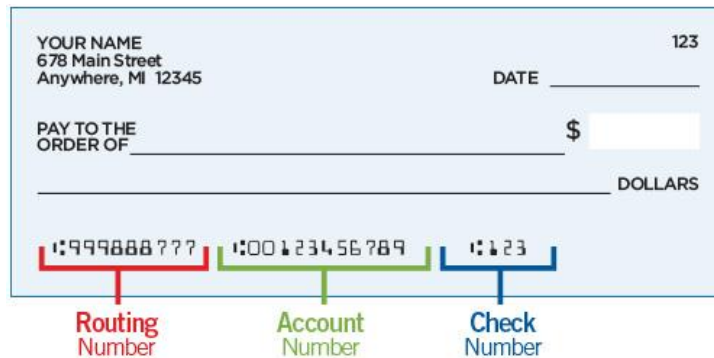 YOUR NAME 123
678 Main Street
Anywhere, MI 12345 DATE
PAY TO THE
ORDER OF $
DOLLARS
⑆999888777 ⑆00123456789 ⑆123
Routing Account Check
Number Number Number